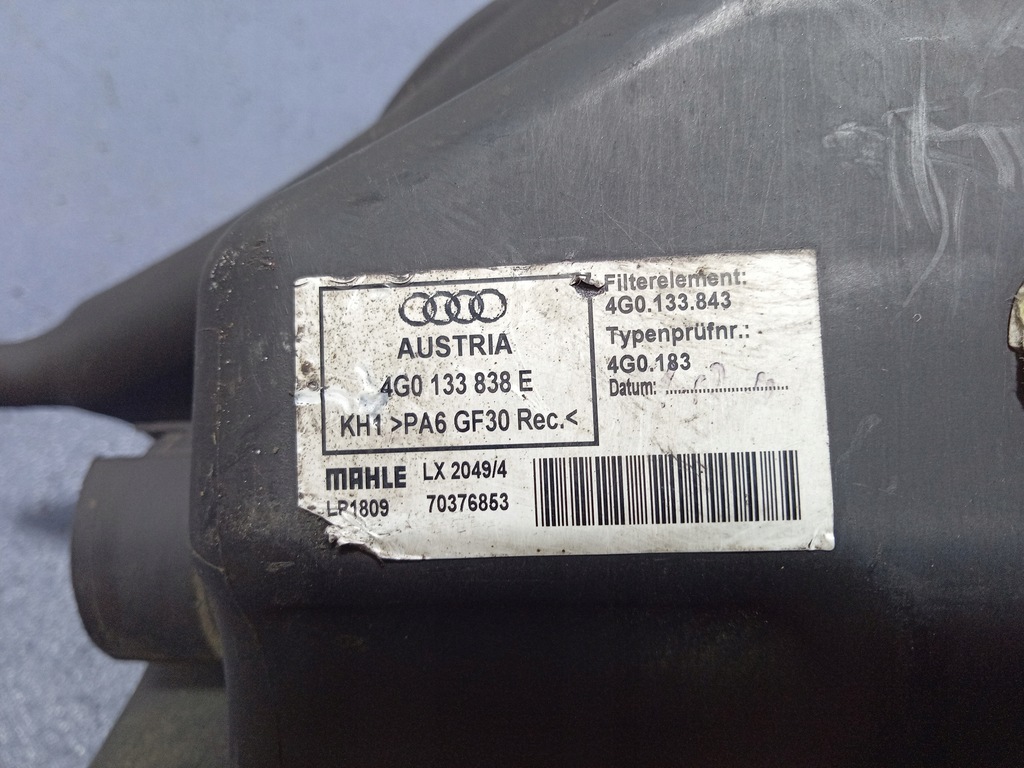 AUSTRIA
4G0 133 838 E
KH1 >PA6 GF30 Rec.<
Filterelement:
4G0.133.843
Typenprüfnr.:
4G0.183
Datum:
MAHLE LX 2049/4
LP1809 70376853